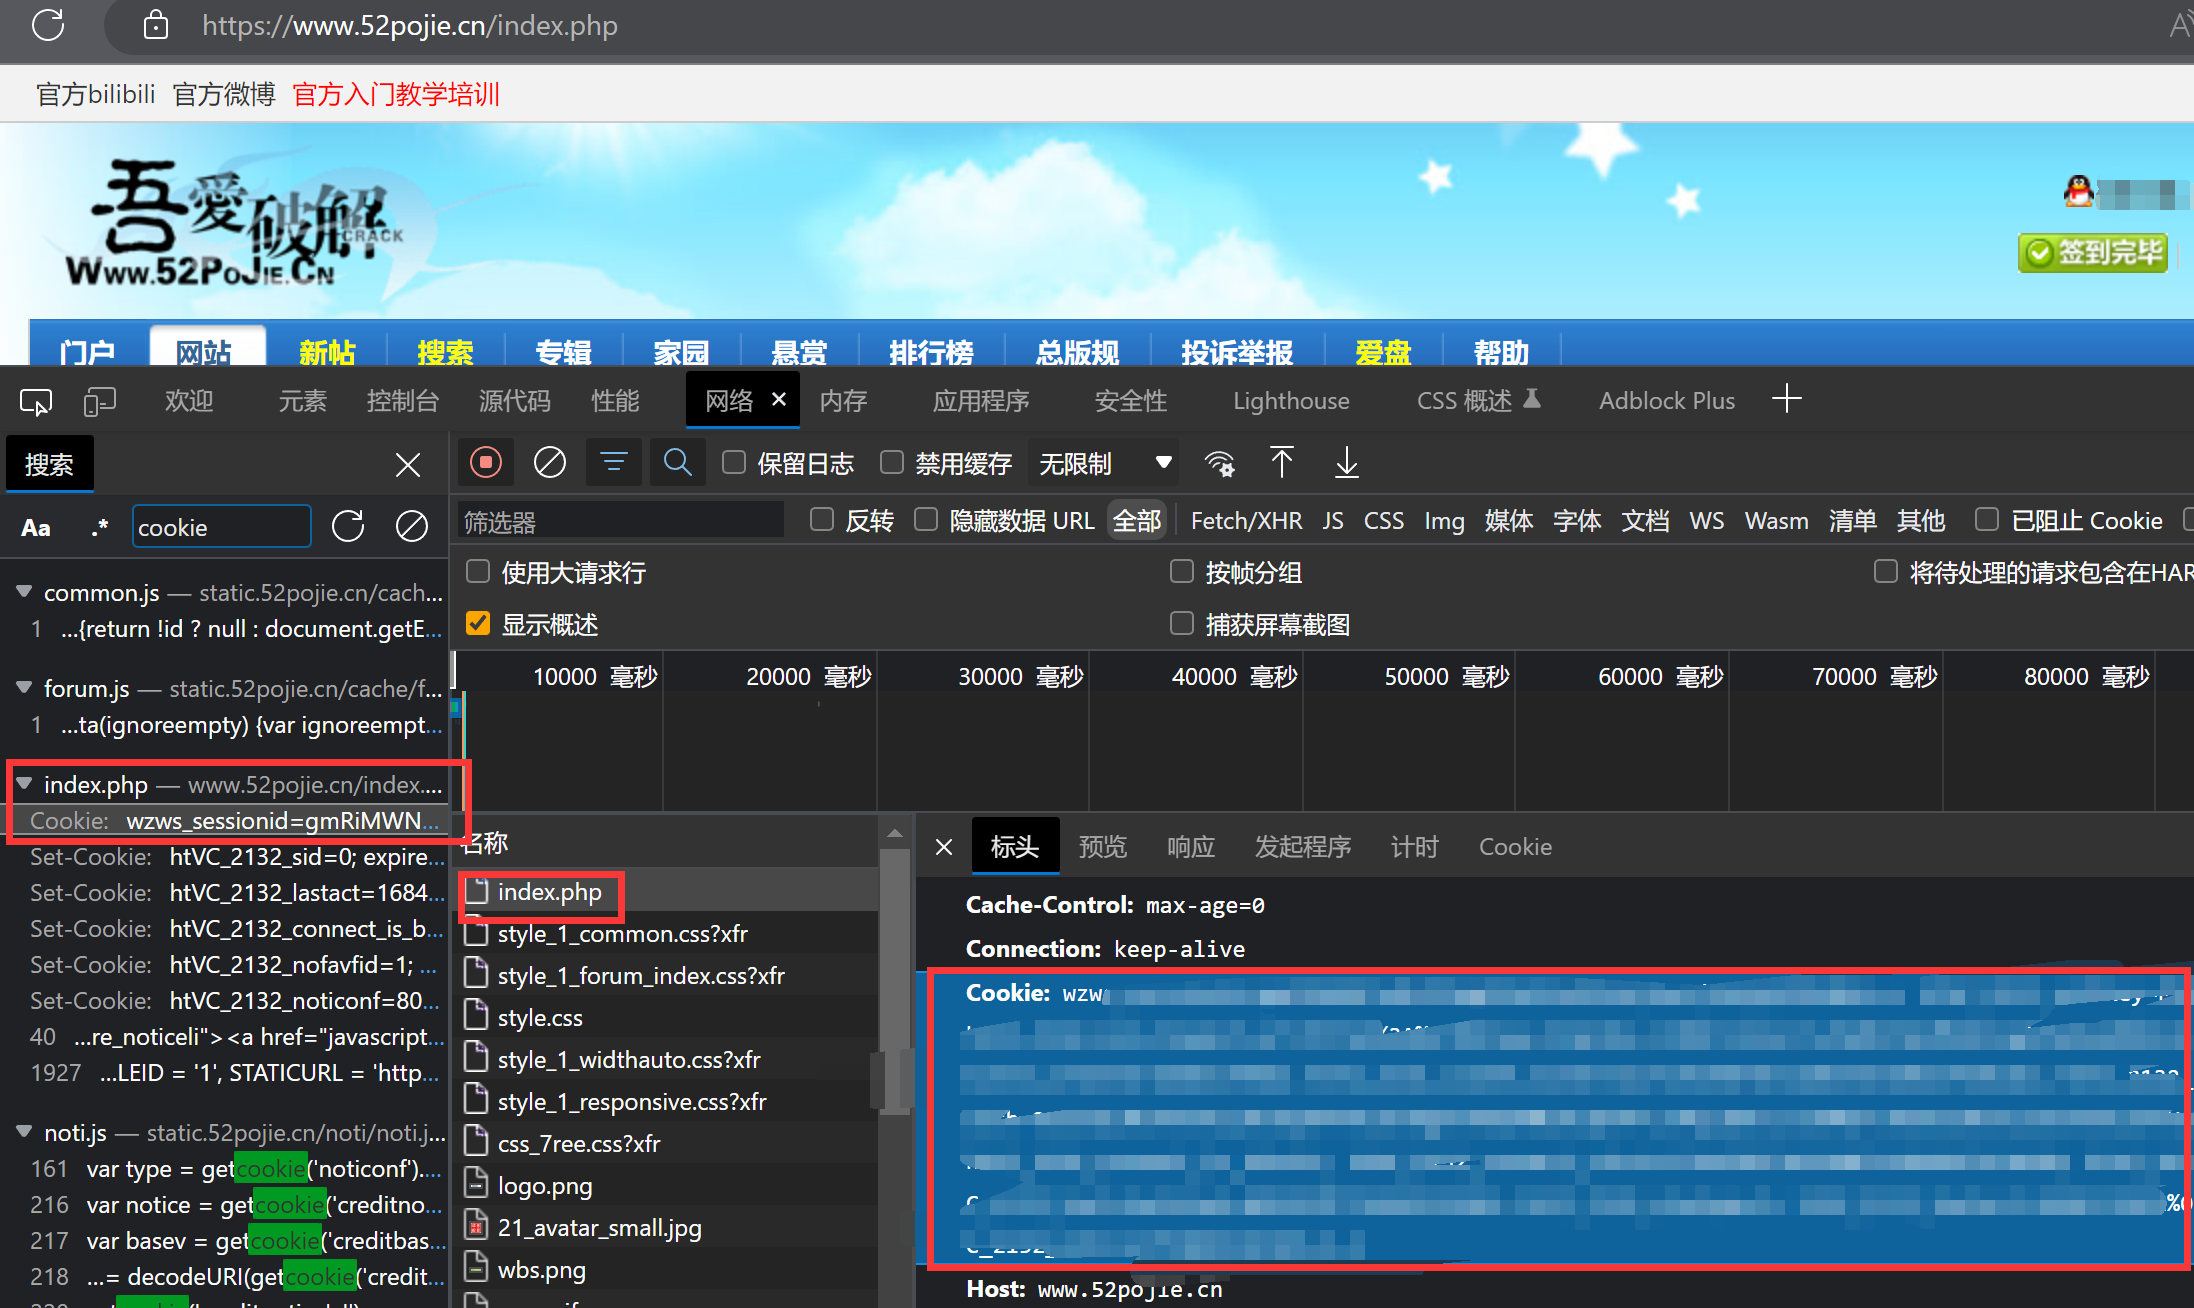 https://www.52pojie.cn/index.php
官方bilibili 官方微博 官方入门教学培训
吾愛破解
CRACK
Www.52PoJie.Cn
签到完毕
门户 网站 新帖 搜索 专辑 家园 悬赏 排行榜 总版规 投诉举报 爱盘 帮助
欢迎 元素 控制台 源代码 性能 网络 内存 应用程序 安全性 Lighthouse CSS 概述 Adblock Plus
搜索
保留日志 禁用缓存 无限制
Aa .* cookie
筛选器 反转 隐藏数据 URL 全部 Fetch/XHR JS CSS Img 媒体 字体 文档 WS Wasm 清单 其他 已阻止 Cookie
使用大请求行 按帧分组 将待处理的请求包含在HAR
显示概述 捕获屏幕截图
10000 毫秒 20000 毫秒 30000 毫秒 40000 毫秒 50000 毫秒 60000 毫秒 70000 毫秒 80000 毫秒
common.js — static.52pojie.cn/cach...
1 ...{return !id ? null : document.getE...
forum.js — static.52pojie.cn/cache/f...
1 ...ta(ignoreempty) {var ignoreempt...
index.php — www.52pojie.cn/index....
Cookie: wzws_sessionid=gmRiMWN...
Set-Cookie: htVC_2132_sid=0; expire...
Set-Cookie: htVC_2132_lastact=1684...
Set-Cookie: htVC_2132_connect_is_b...
Set-Cookie: htVC_2132_nofavfid=1; ...
Set-Cookie: htVC_2132_noticonf=80...
40 ...re_noticeli"><a href="javascript...
1927 ...LEID = '1', STATICURL = 'http...
noti.js — static.52pojie.cn/noti/noti.j...
161 var type = getcookie('noticonf')....
216 var notice = getcookie('creditno...
217 var basev = getcookie('creditbas...
218 ...= decodeURI(getcookie('credit...
名称
index.php
style_1_common.css?xfr
style_1_forum_index.css?xfr
style.css
style_1_widthauto.css?xfr
style_1_responsive.css?xfr
css_7ree.css?xfr
logo.png
21_avatar_small.jpg
wbs.png
标头 预览 响应 发起程序 计时 Cookie
Cache-Control: max-age=0
Connection: keep-alive
Cookie: wzw
Host: www.52pojie.cn